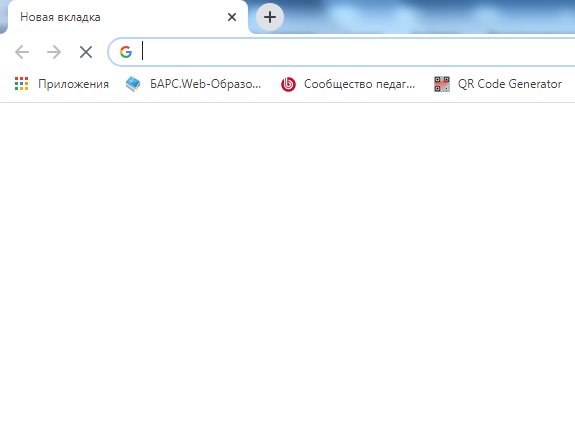 Новая вкладка
Приложения БАРС.Web-Образо... Сообщество педаг... QR Code Generator